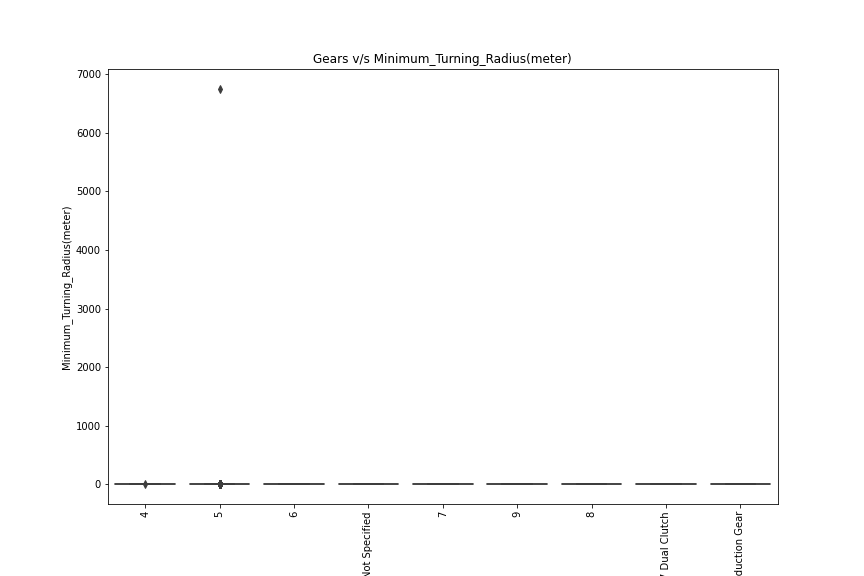 Gears v/s Minimum_Turning_Radius(meter)
Minimum_Turning_Radius(meter)
7000
6000
5000
4000
3000
2000
1000
0
4
5
6
Not Specified
7
9
8
7 Dual Clutch
duction Gear